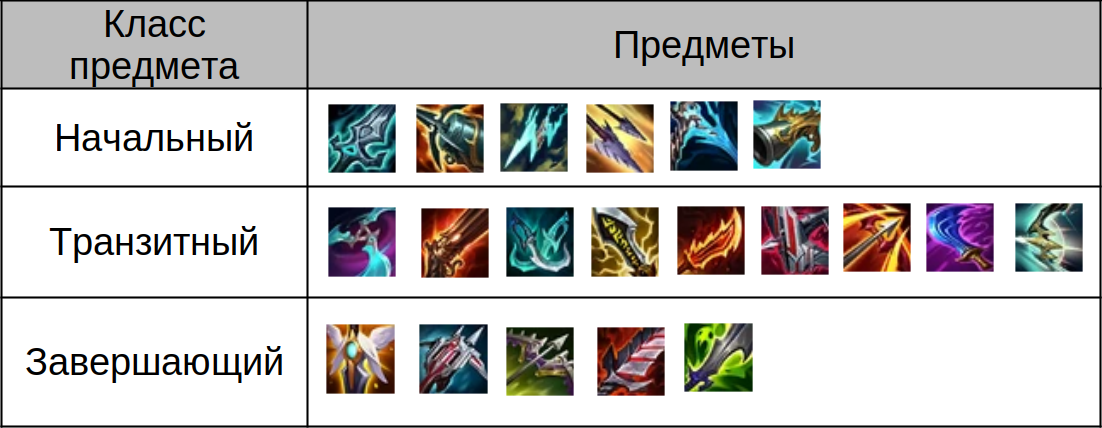 Класс
предмета
Предметы
Начальный
Транзитный
Завершающий